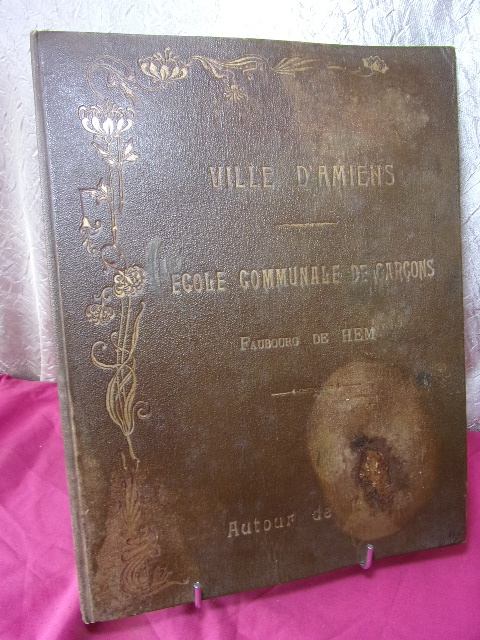 VILLE D'AMIENS
ECOLE COMMUNALE DE GARÇONS
FAUBOURG DE HEM
Autour de